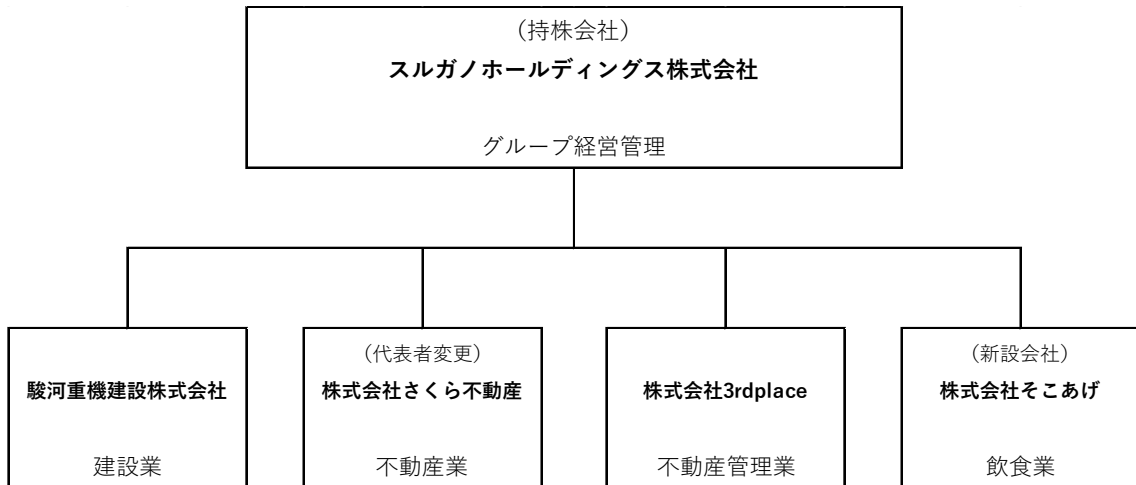 （持株会社）
スルガノホールディングス株式会社
グループ経営管理
駿河重機建設株式会社
建設業
（代表者変更）
株式会社さくら不動産
不動産業
株式会社3rdplace
不動産管理業
（新設会社）
株式会社そこあげ
飲食業